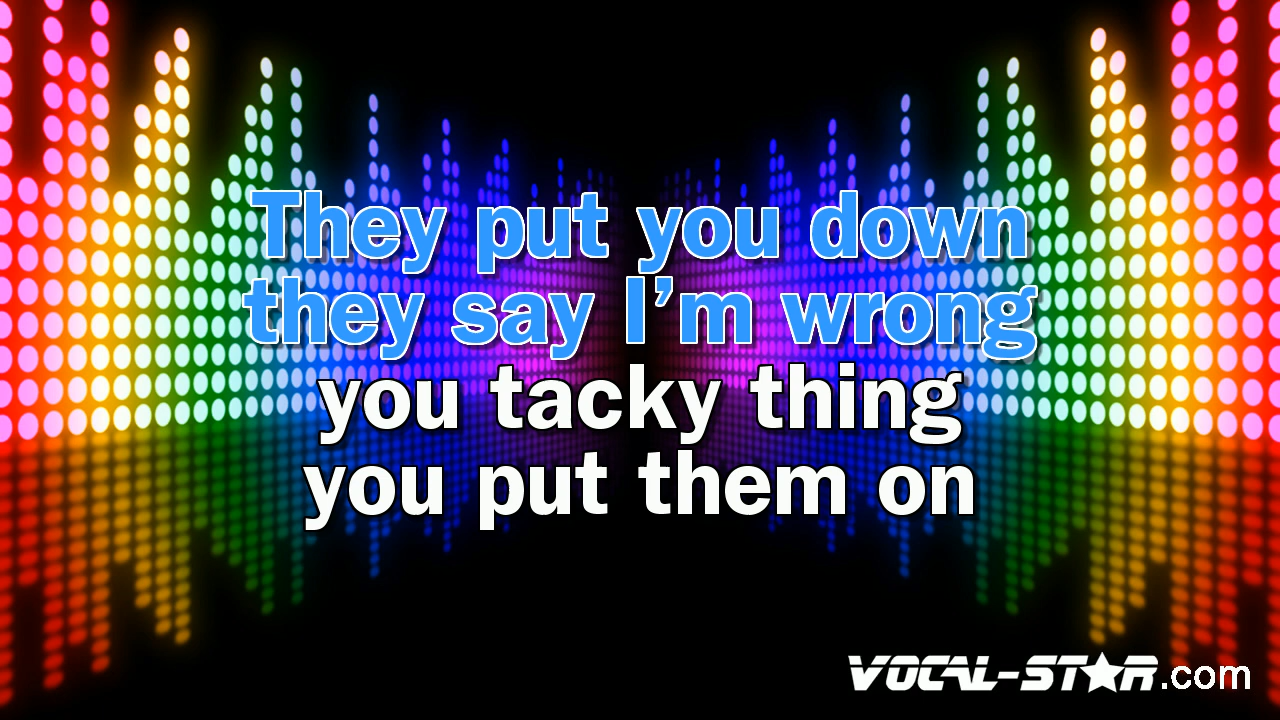 They put you down
they say I'm wrong
you tacky thing
you put them on
VOCAL-STAR.com